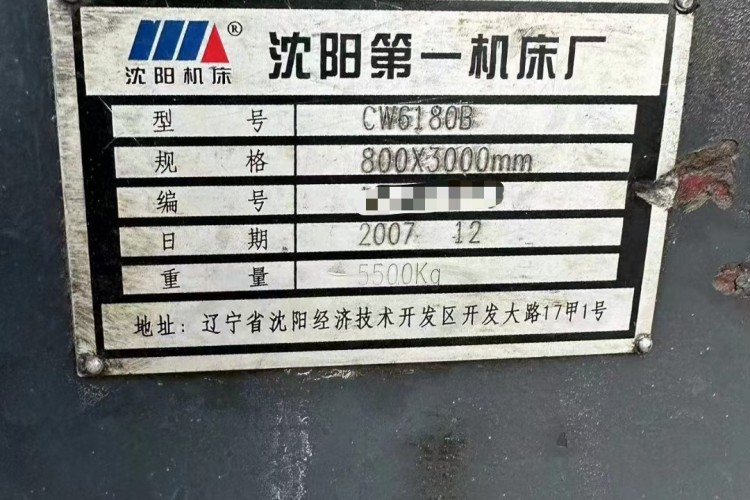 沈阳机床® 沈阳第一机床厂
型号 CW6180B
规格 800X3000mm
编号
日期 2007 12
重量 5500Kg
地址: 辽宁省沈阳经济技术开发区开发大路17甲1号